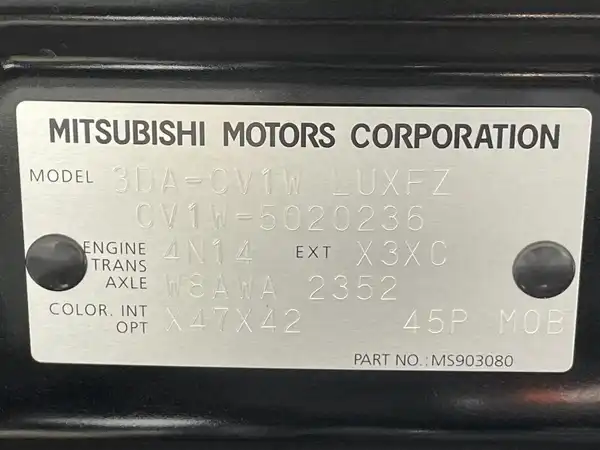 MITSUBISHI MOTORS CORPORATION
MODEL 3DA-CV1W LUXFZ
CV1W-5020236
ENGINE 4N14 EXT X3XC
TRANS
AXLE W8AWA 2352
COLOR. INT
OPT X47X42 45P M0B
PART NO.:MS903080